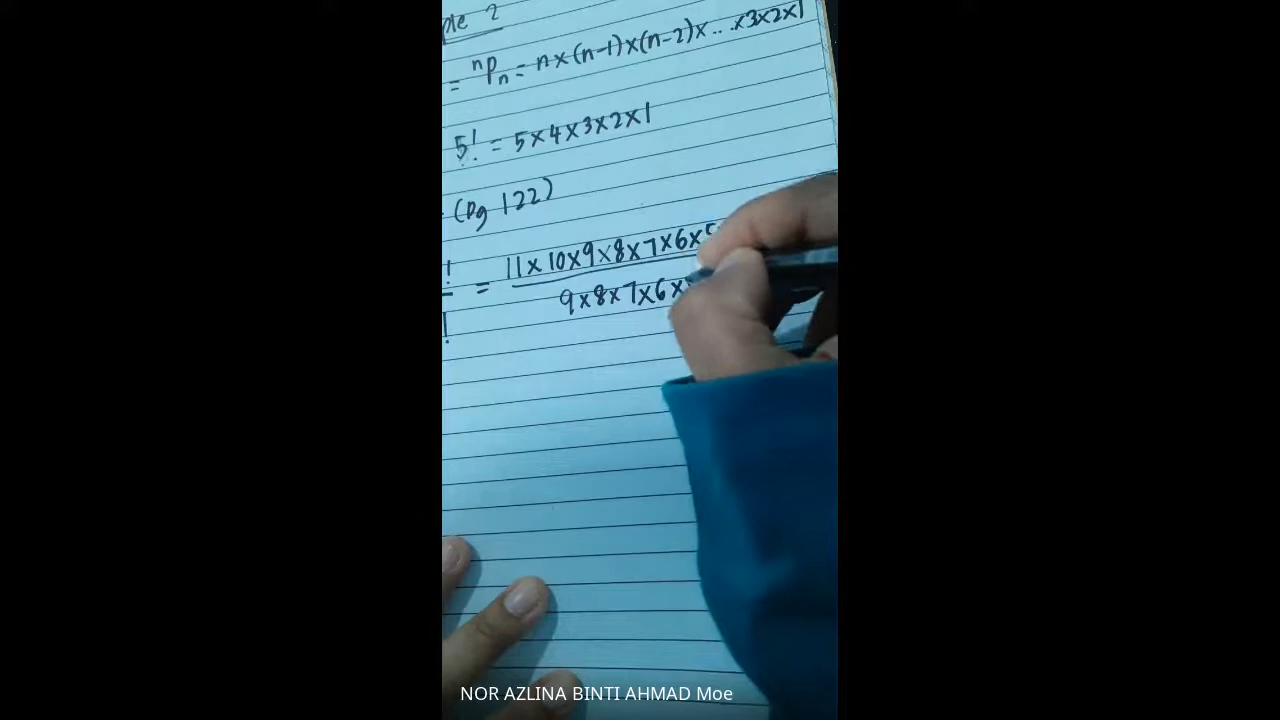 ple 2
= ⁿPₙ = n × (n-1) × (n-2) × ... × 3 × 2 × 1
5! = 5 × 4 × 3 × 2 × 1
(pg 122)
! = 11 × 10 × 9 × 8 × 7 × 6 × 5
! 9 × 8 × 7 × 6 ×
NOR AZLINA BINTI AHMAD Moe